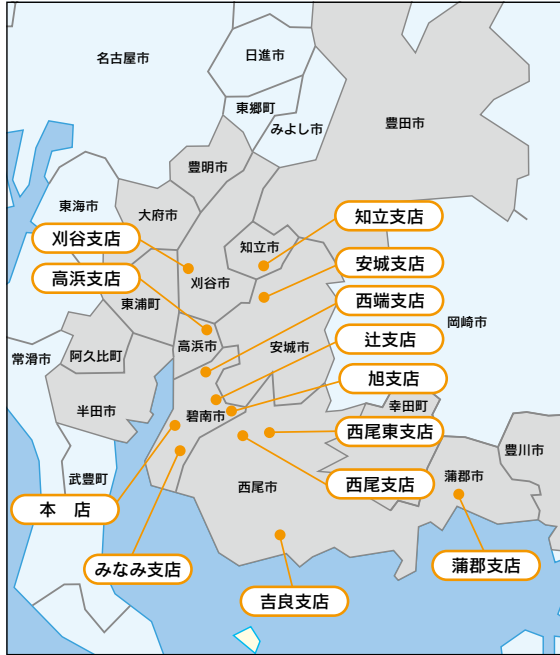 名古屋市
日進市
東郷町
みよし市
豊田市
豊明市
東海市
大府市
知立支店
刈谷支店
知立市
安城支店
高浜支店
刈谷市
東浦町
西端支店
岡崎市
高浜市
安城市
辻支店
常滑市
阿久比町
旭支店
半田市
碧南市
幸田町
西尾東支店
豊川市
武豊町
西尾市
西尾支店
蒲郡市
本 店
みなみ支店
蒲郡支店
吉良支店